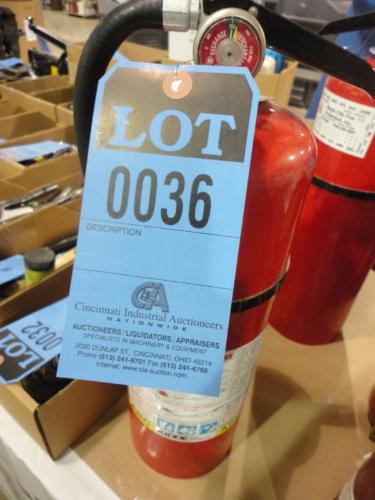 RECHARGE
LOT
0036
DESCRIPTION
CIA
Cincinnati Industrial Auctioneers
NATIONWIDE
AUCTIONEERS/LIQUIDATORS/APPRAISERS
SPECIALISTS IN MACHINERY & EQUIPMENT
2020 DUNLAP ST., CINCINNATI, OHIO 45214
Phone (513) 241-9701 Fax (513) 241-6760
Internet: www.cia-auction.com
LOT
0032